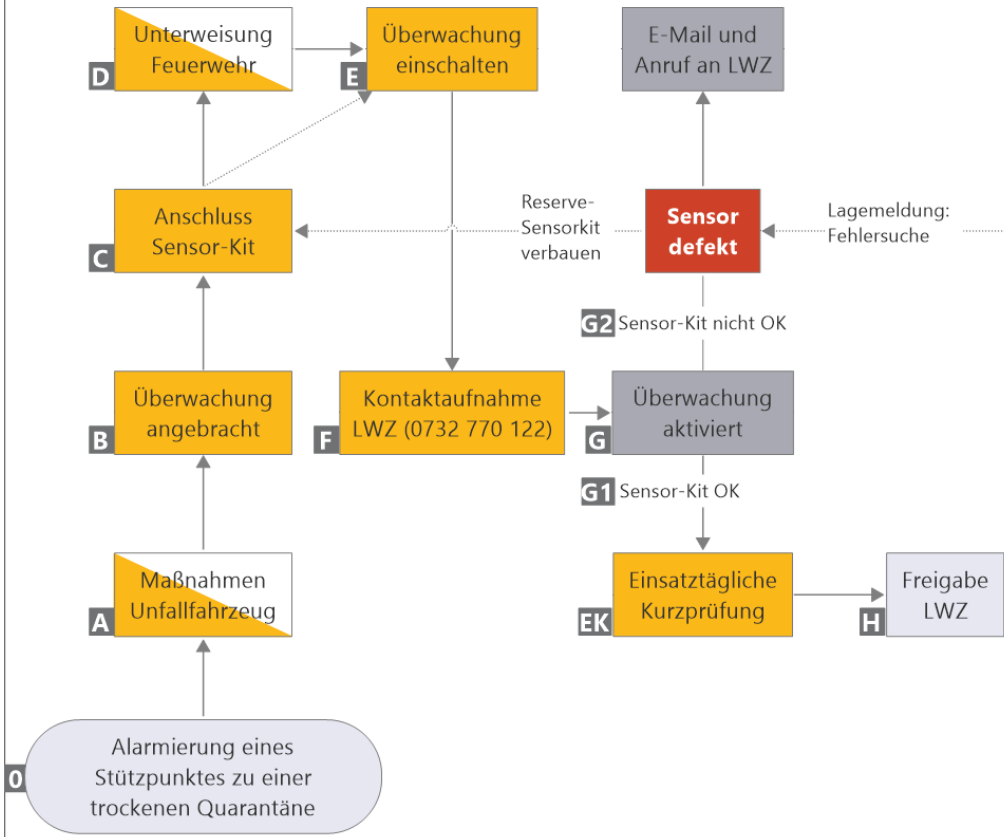 Unterweisung
Feuerwehr
D
Überwachung
einschalten
E
E-Mail und
Anruf an LWZ
Anschluss
Sensor-Kit
C
Reserve-
Sensorkit
verbauen
Sensor
defekt
Lagemeldung:
Fehlersuche
G2 Sensor-Kit nicht OK
Überwachung
angebracht
B
Kontaktaufnahme
LWZ (0732 770 122)
F
Überwachung
aktiviert
G
G1 Sensor-Kit OK
Maßnahmen
Unfallfahrzeug
A
Einsatztägliche
Kurzprüfung
EK
Freigabe
LWZ
H
Alarmierung eines
Stützpunktes zu einer
trockenen Quarantäne
0